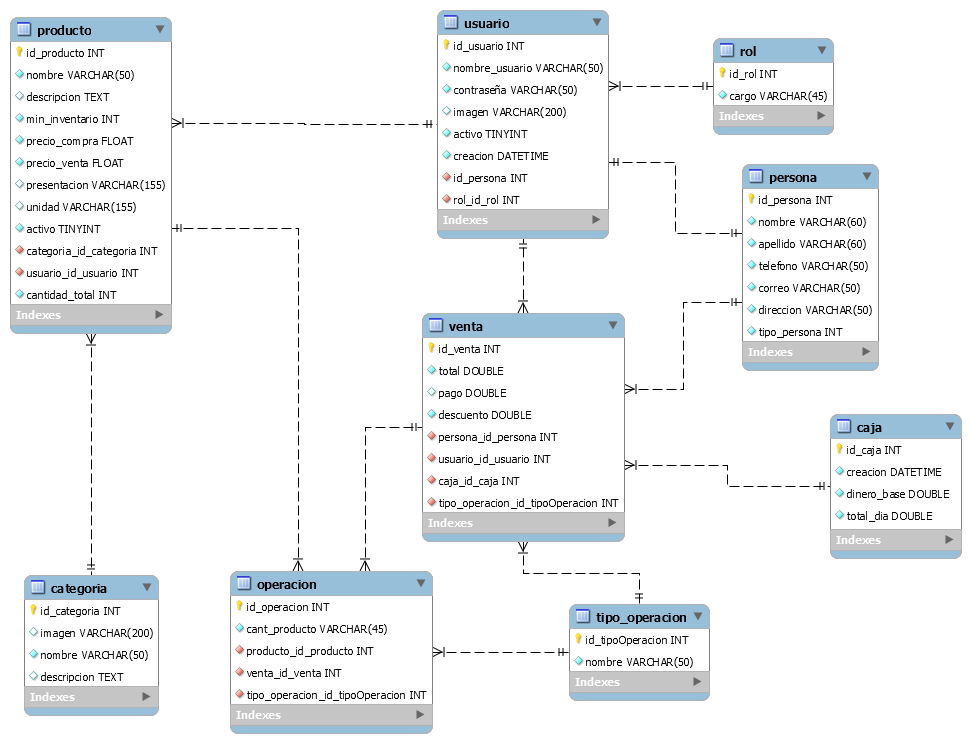 producto
id_producto INT
nombre VARCHAR(50)
descripcion TEXT
min_inventario INT
precio_compra FLOAT
precio_venta FLOAT
presentacion VARCHAR(155)
unidad VARCHAR(155)
activo TINYINT
categoria_id_categoria INT
usuario_id_usuario INT
cantidad_total INT
Indexes
usuario
id_usuario INT
nombre_usuario VARCHAR(50)
contraseña VARCHAR(50)
imagen VARCHAR(200)
activo TINYINT
creacion DATETIME
id_persona INT
rol_id_rol INT
Indexes
rol
id_rol INT
cargo VARCHAR(45)
Indexes
persona
id_persona INT
nombre VARCHAR(60)
apellido VARCHAR(60)
telefono VARCHAR(50)
correo VARCHAR(50)
direccion VARCHAR(50)
tipo_persona INT
Indexes
venta
id_venta INT
total DOUBLE
pago DOUBLE
descuento DOUBLE
persona_id_persona INT
usuario_id_usuario INT
caja_id_caja INT
tipo_operacion_id_tipoOperacion INT
Indexes
caja
id_caja INT
creacion DATETIME
dinero_base DOUBLE
total_dia DOUBLE
Indexes
categoria
id_categoria INT
imagen VARCHAR(200)
nombre VARCHAR(50)
descripcion TEXT
Indexes
operacion
id_operacion INT
cant_producto VARCHAR(45)
producto_id_producto INT
venta_id_venta INT
tipo_operacion_id_tipoOperacion INT
Indexes
tipo_operacion
id_tipoOperacion INT
nombre VARCHAR(50)
Indexes